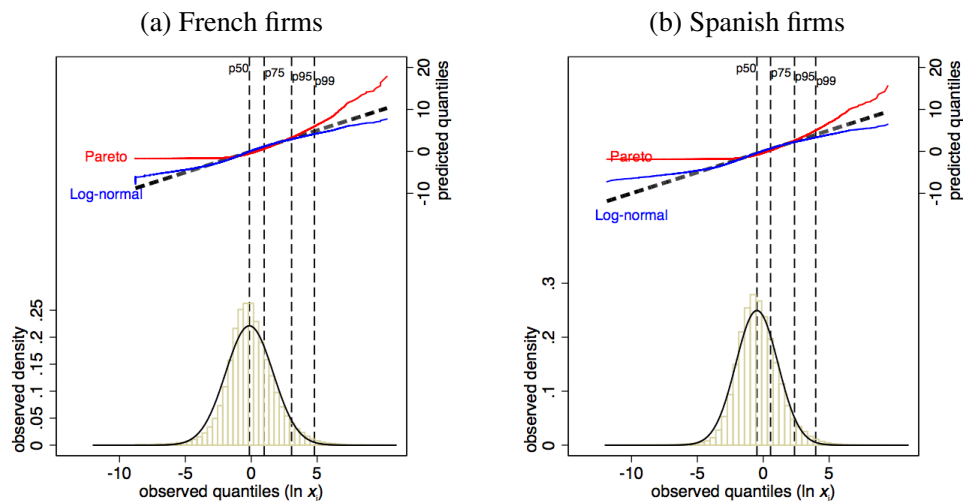 (a) French firms
(b) Spanish firms
p50
p75
p95
p99
20
10
0
-10
predicted quantiles
Pareto
Log-normal
.25
.2
.15
.1
.05
0
observed density
-10
-5
0
5
observed quantiles (ln xᵢ)
p50
p75
p95
p99
20
10
0
-10
predicted quantiles
Pareto
Log-normal
.3
.2
.1
0
observed density
-10
-5
0
5
observed quantiles (ln xᵢ)